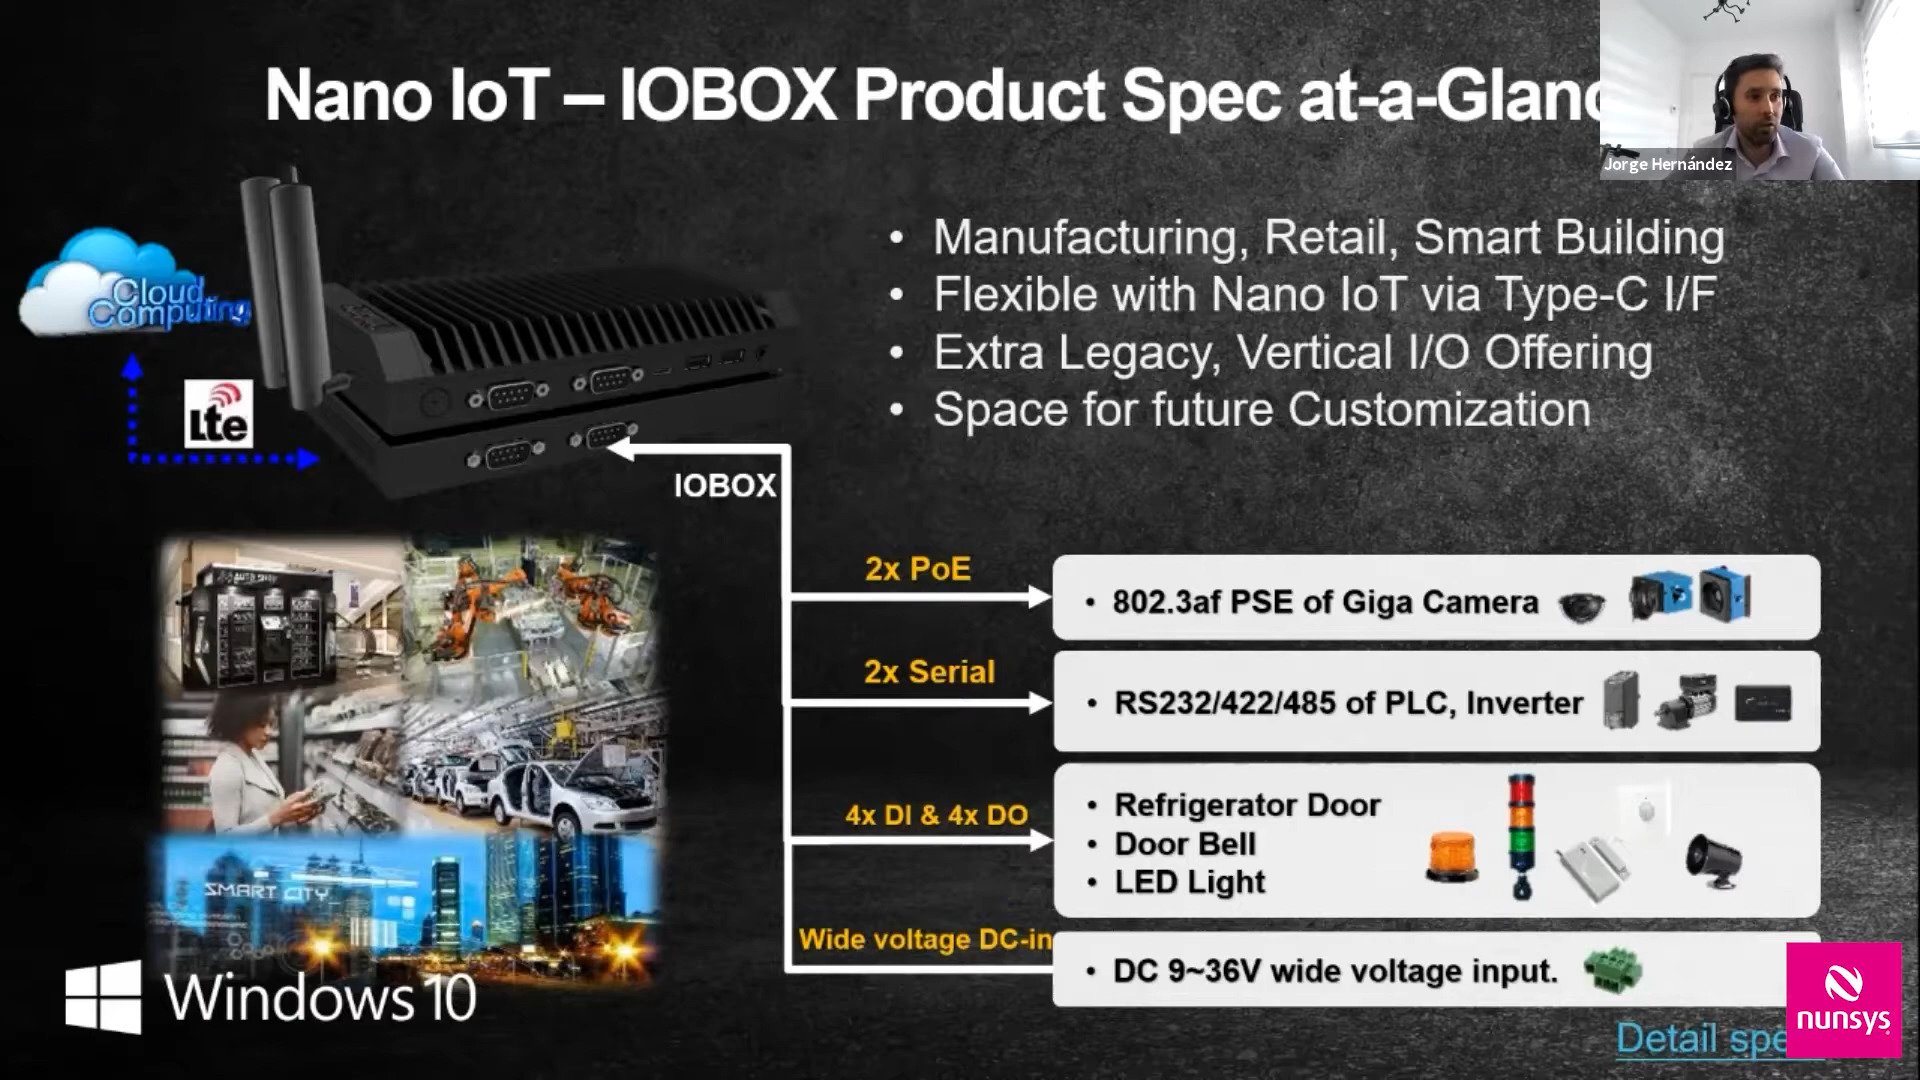 Nano IoT – IOBOX Product Spec at-a-Glanc
Jorge Hernández
Cloud
Computing
Lte
• Manufacturing, Retail, Smart Building
• Flexible with Nano IoT via Type-C I/F
• Extra Legacy, Vertical I/O Offering
• Space for future Customization
IOBOX
2x PoE
• 802.3af PSE of Giga Camera
2x Serial
• RS232/422/485 of PLC, Inverter
4x DI & 4x DO
• Refrigerator Door
• Door Bell
• LED Light
Wide voltage DC-in
• DC 9~36V wide voltage input.
SMART CITY
Windows 10
Detail spe
nunsys